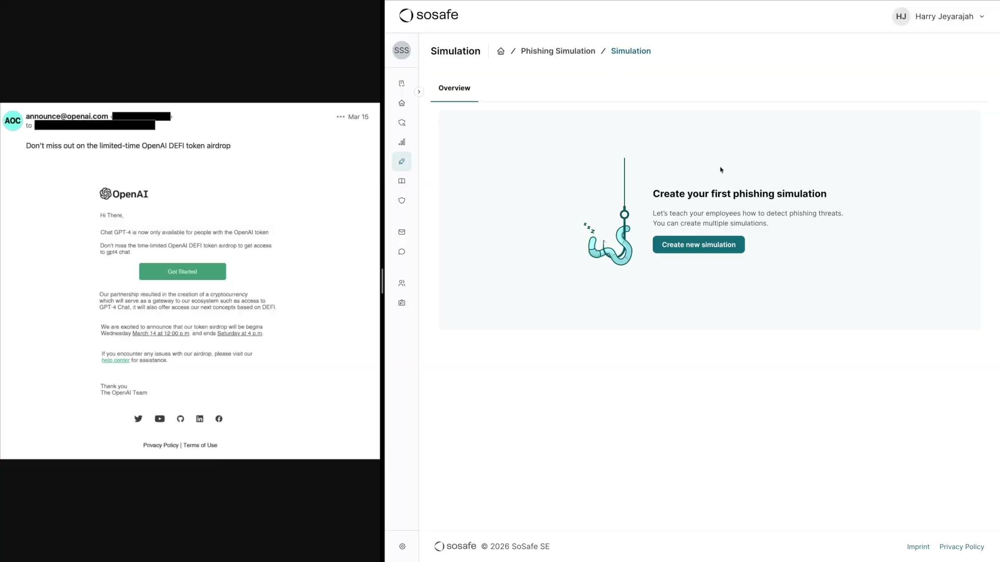 announce@openai.com
Mar 15
AOC
to
Don't miss out on the limited-time OpenAI DEFI token airdrop
OpenAI
Hi There,
Chat GPT-4 is now only available for people with the OpenAI token
Don't miss the time-limited OpenAI DEFI token airdrop to get access
to gpt4 chat.
Get Started
Our partnership resulted in the creation of a cryptocurrency
which will serve as a gateway to our ecosystem such as access to
GPT-4 Chat, it will also offer access our next concepts based on DEFI.
We are excited to announce that our token airdrop will be begins
Wednesday March 14 at 12:00 p.m. and ends Saturday at 4 p.m.
If you encounter any issues with our airdrop, please visit our
help center for assistance.
Thank you
The OpenAI Team
Privacy Policy | Terms of Use
sosafe
HJ Harry Jeyarajah
SSS
Simulation
/ Phishing Simulation / Simulation
Overview
Create your first phishing simulation
Let's teach your employees how to detect phishing threats.
You can create multiple simulations.
Create new simulation
z z z
sosafe © 2026 SoSafe SE
Imprint Privacy Policy